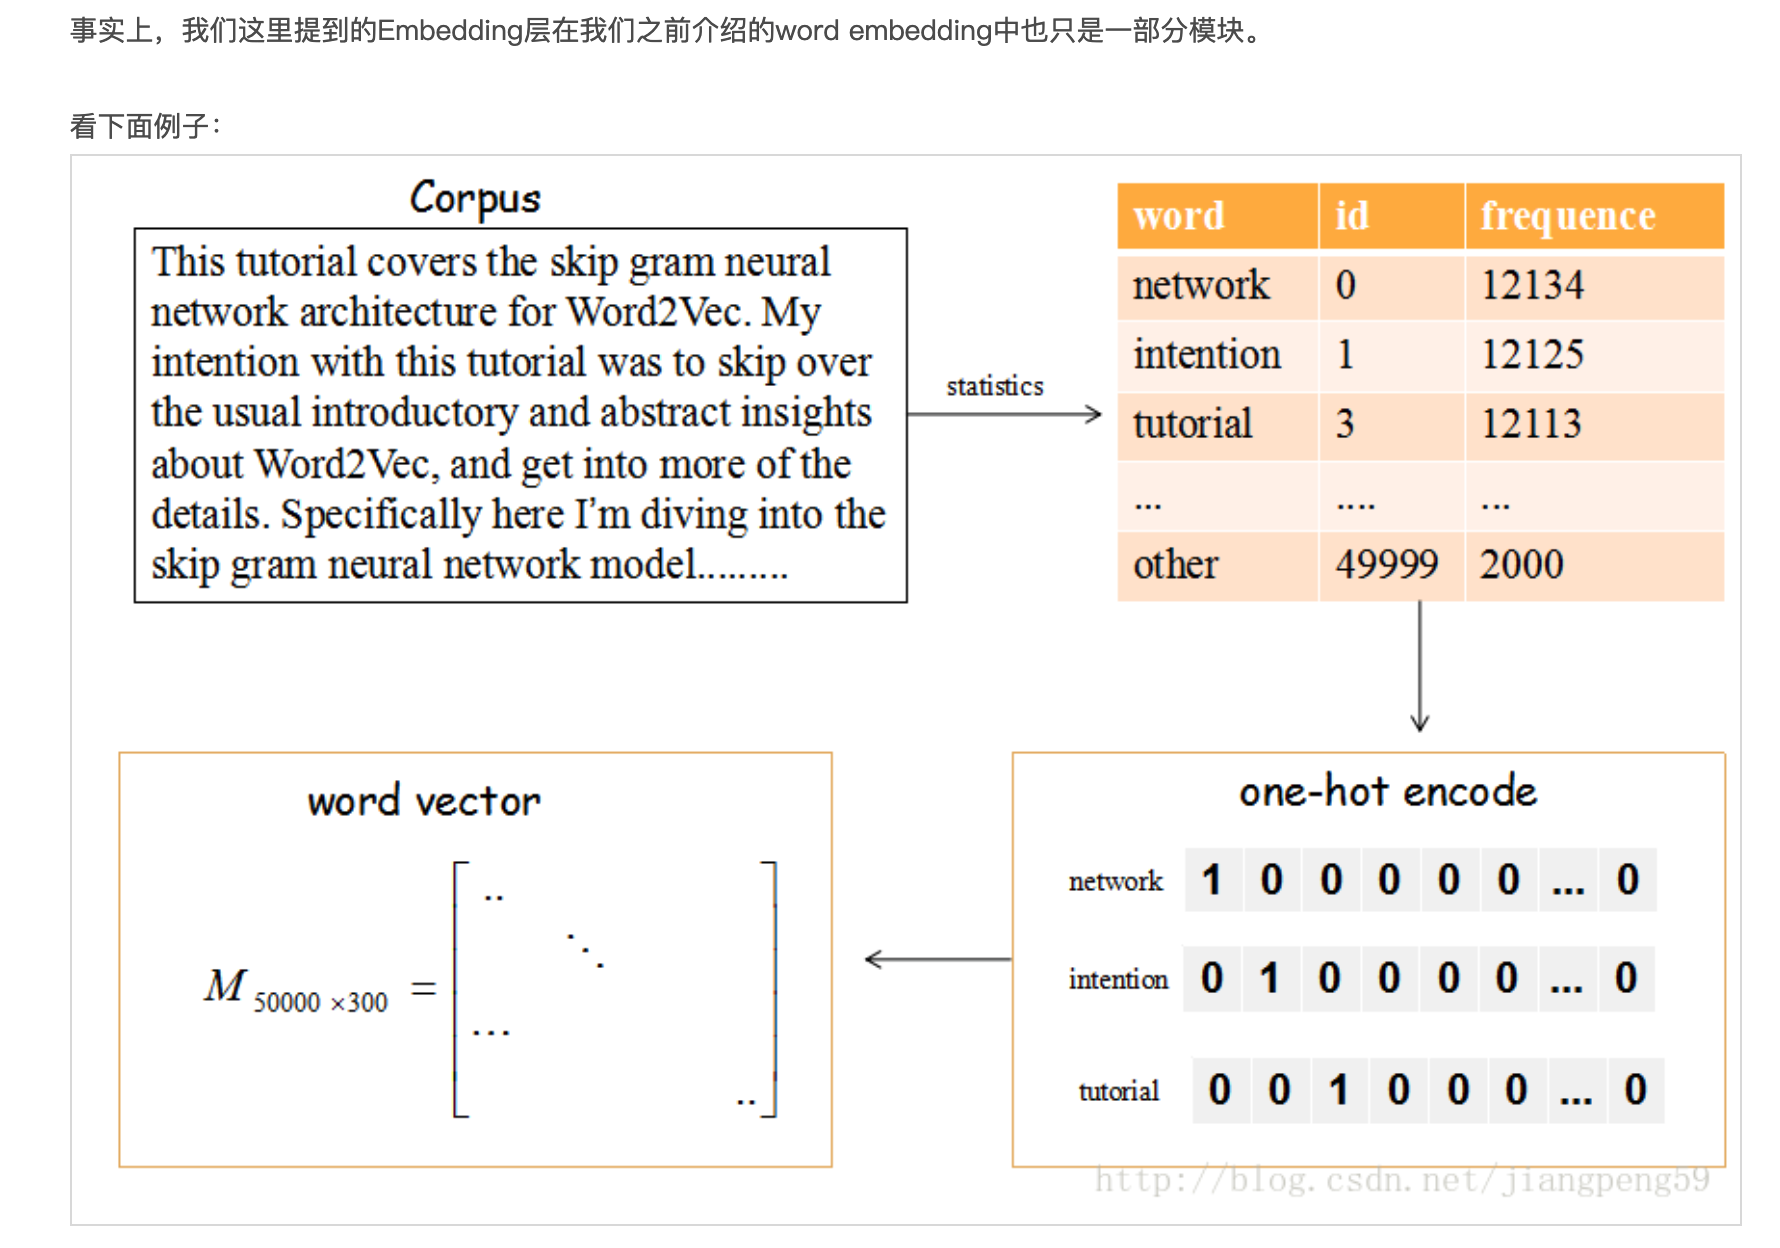 事实上，我们这里提到的Embedding层在我们之前介绍的word embedding中也只是一部分模块。
看下面例子：
Corpus
This tutorial covers the skip gram neural
network architecture for Word2Vec. My
intention with this tutorial was to skip over
the usual introductory and abstract insights
about Word2Vec, and get into more of the
details. Specifically here I’m diving into the
skip gram neural network model.........
statistics
word id frequence
network 0 12134
intention 1 12125
tutorial 3 12113
... .... ...
other 49999 2000
one-hot encode
network 1 0 0 0 0 0 ... 0
intention 0 1 0 0 0 0 ... 0
tutorial 0 0 1 0 0 0 ... 0
word vector
M 50000 ×300 =
..
⋱
...
..
http://blog.csdn.net/jiangpeng59